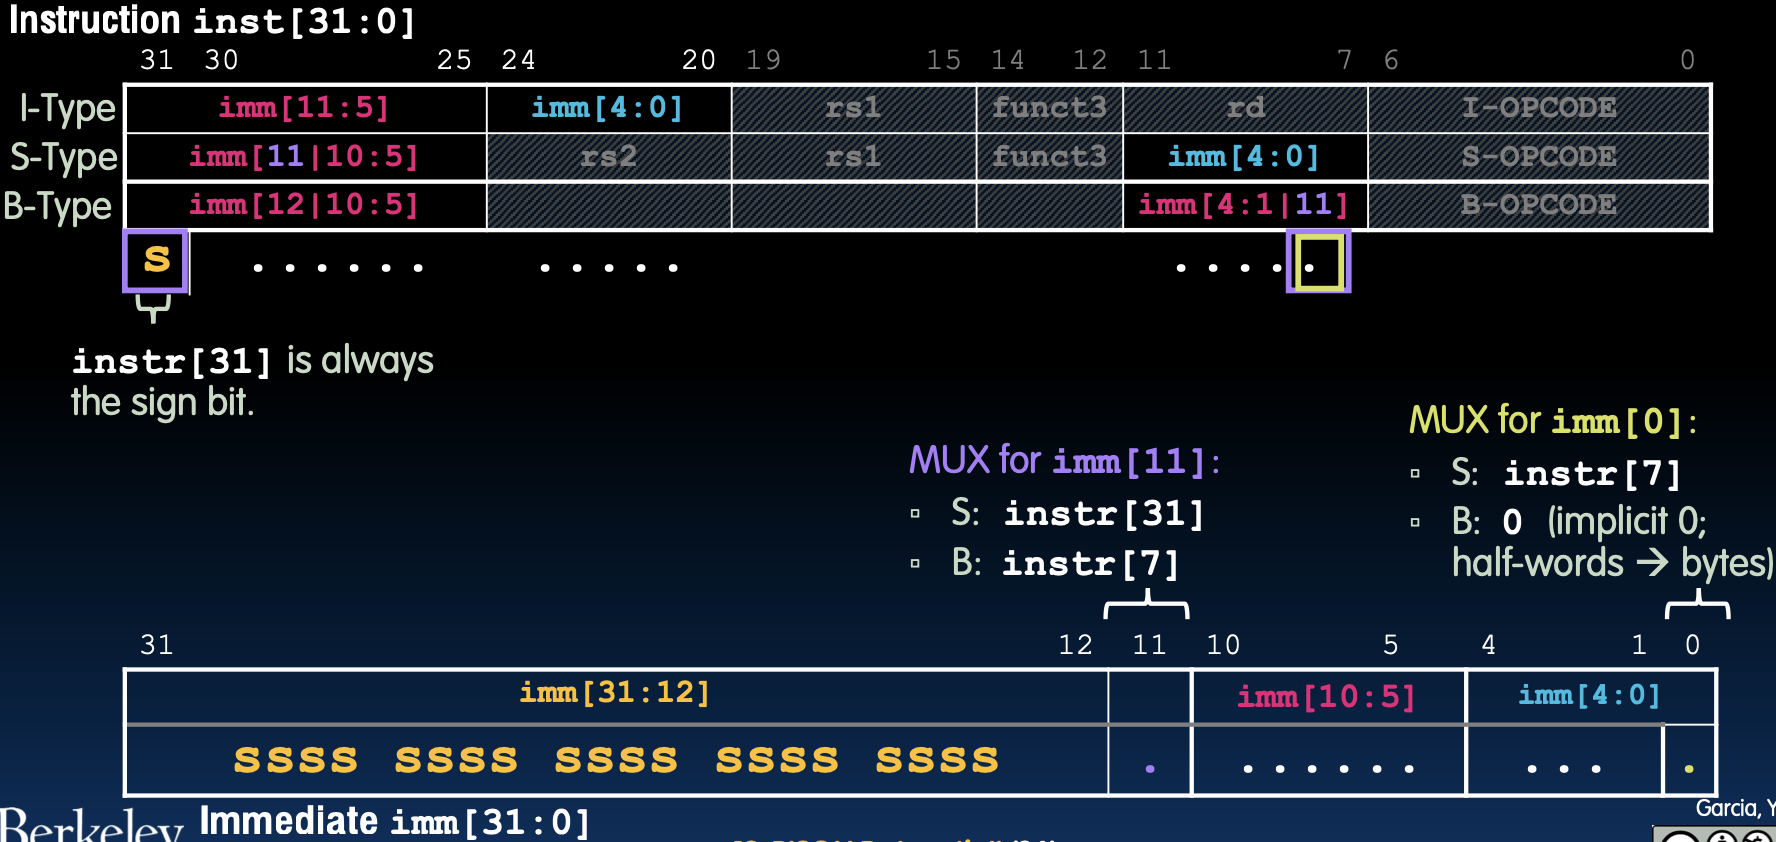 Instruction inst[31:0]
31 30 25 24 20 19 15 14 12 11 7 6 0
I-Type imm[11:5] imm[4:0] rs1 funct3 rd I-OPCODE
S-Type imm[11|10:5] rs2 rs1 funct3 imm[4:0] S-OPCODE
B-Type imm[12|10:5] imm[4:1|11] B-OPCODE
s . . . . . . . . . . . . . . . .
instr[31] is always
the sign bit.
MUX for imm[11]:
▫ S: instr[31]
▫ B: instr[7]
MUX for imm[0]:
▫ S: instr[7]
▫ B: 0 (implicit 0;
half-words → bytes)
31 12 11 10 5 4 1 0
imm[31:12] imm[10:5] imm[4:0]
ssss ssss ssss ssss ssss . . . . . . . . . . .
Berkeley Immediate imm[31:0]
Garcia, Y